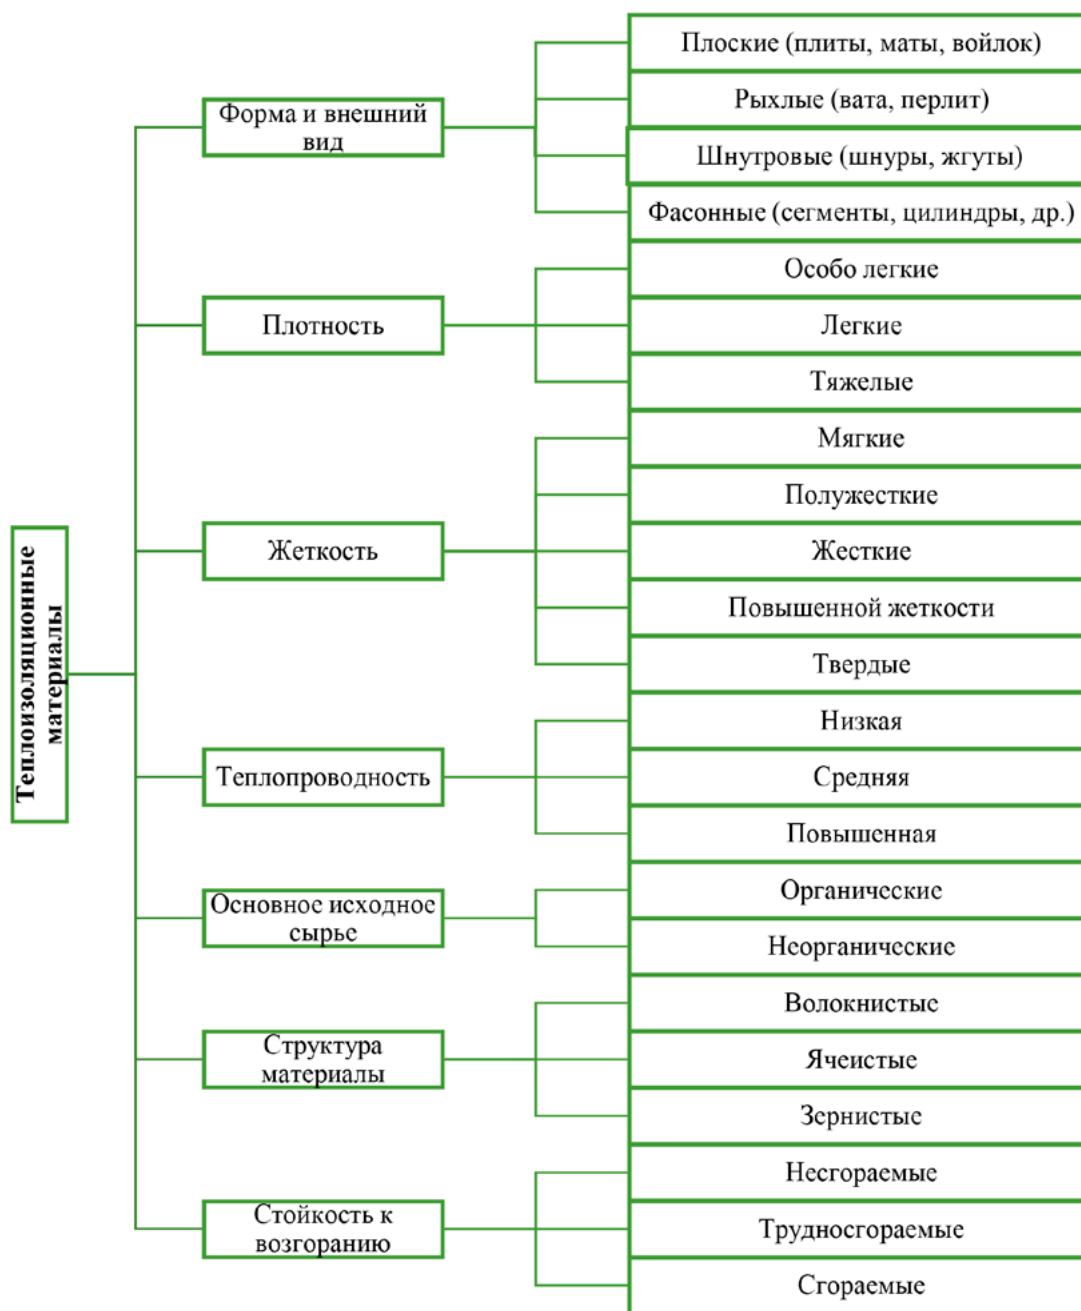 Теплоизоляционные
материалы
Форма и внешний
вид
Плоские (плиты, маты, войлок)
Рыхлые (вата, перлит)
Шнутровые (шнуры, жгуты)
Фасонные (сегменты, цилиндры, др.)
Плотность
Особо легкие
Легкие
Тяжелые
Жеткость
Мягкие
Полужесткие
Жесткие
Повышенной жеткости
Твердые
Теплопроводность
Низкая
Средняя
Повышенная
Основное исходное
сырье
Органические
Неорганические
Структура
материалы
Волокнистые
Ячеистые
Зернистые
Стойкость к
возгоранию
Несгораемые
Трудносгораемые
Сгораемые